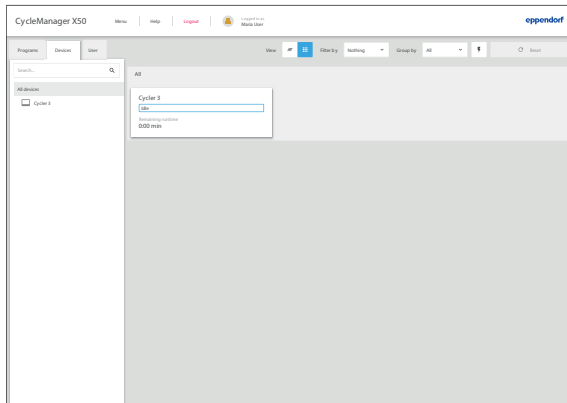 CycleManager X50
Menu
Help
Logout
Logged in as
Maria User
eppendorf
Programs
Devices
User
View
Filter by
Nothing
Group by
All
Reset
Search...
All devices
Cycler 3
All
Cycler 3
Idle
Remaining runtime
0:00 min